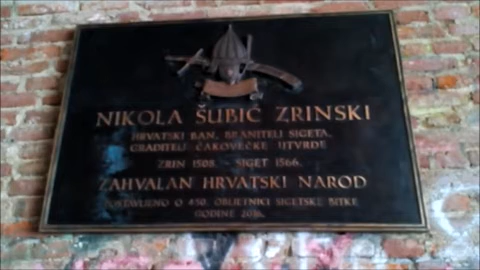 NIKOLA ŠUBIĆ ZRINSKI
HRVATSKI BAN, BRANITELJ SIGETA,
GRADITELJ ČAKOVEČKE UTVRDE
ZRIN 1508. - SIGET 1566.
ZAHVALAN HRVATSKI NAROD
POSTAVLJENO O 450. OBLJETNICI SIGETSKE BITKE
GODINE 2016.